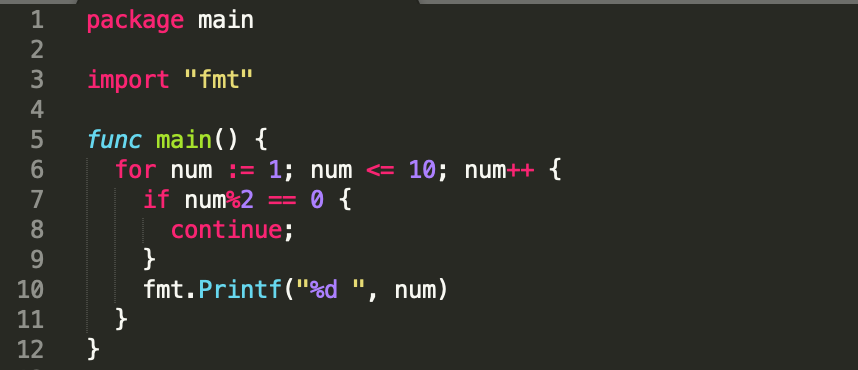 1 package main
2
3 import "fmt"
4
5 func main() {
6   for num := 1; num <= 10; num++ {
7     if num%2 == 0 {
8       continue;
9     }
10     fmt.Printf("%d ", num)
11   }
12 }